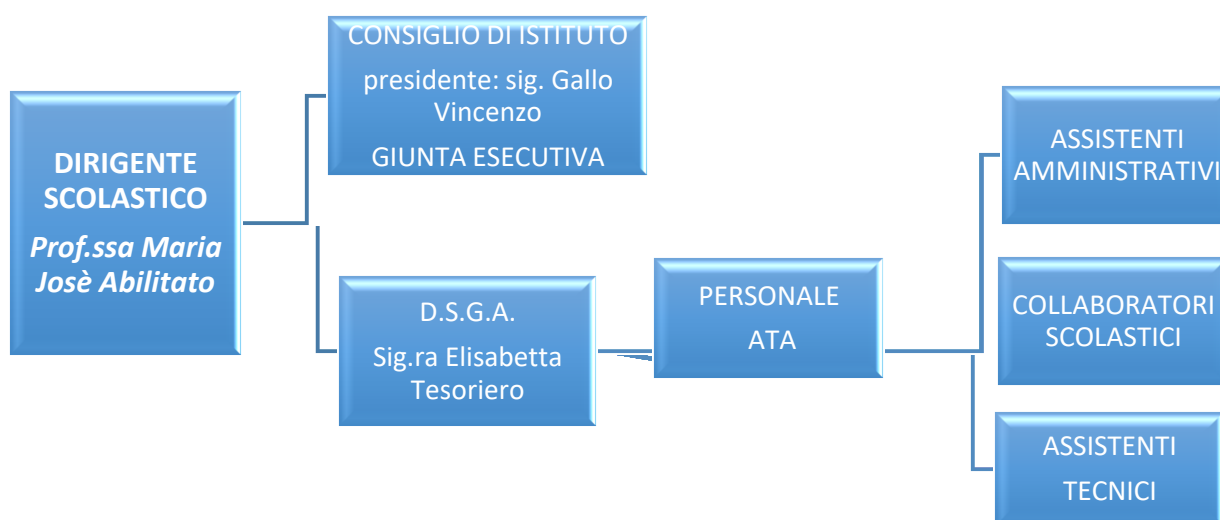 DIRIGENTE
SCOLASTICO
Prof.ssa Maria
Josè Abilitato
CONSIGLIO DI ISTITUTO
presidente: sig. Gallo
Vincenzo
GIUNTA ESECUTIVA
D.S.G.A.
Sig.ra Elisabetta
Tesoriero
PERSONALE
ATA
ASSISTENTI
AMMINISTRATIVI
COLLABORATORI
SCOLASTICI
ASSISTENTI
TECNICI